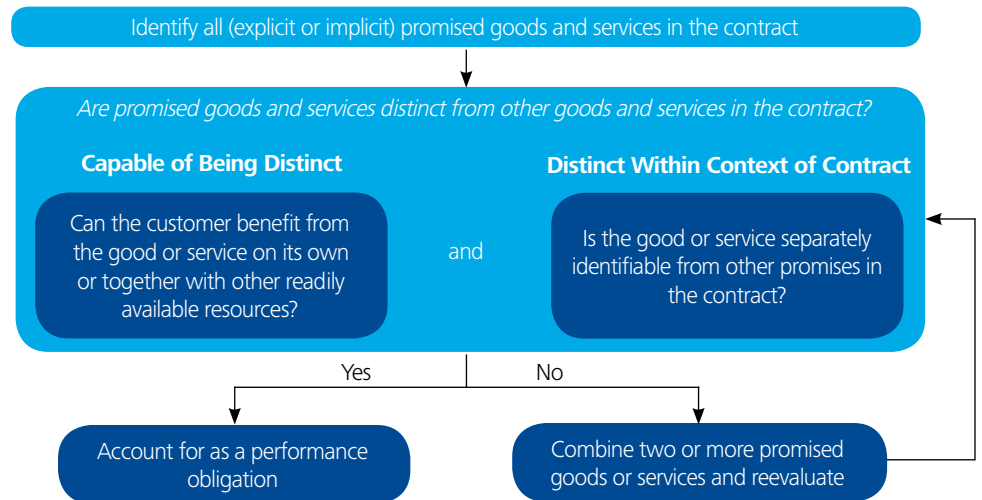 Identify all (explicit or implicit) promised goods and services in the contract
Are promised goods and services distinct from other goods and services in the contract?
Capable of Being Distinct
Can the customer benefit from
the good or service on its own
or together with other readily
available resources?
and
Distinct Within Context of Contract
Is the good or service separately
identifiable from other promises in
the contract?
Yes
No
Account for as a performance
obligation
Combine two or more promised
goods or services and reevaluate